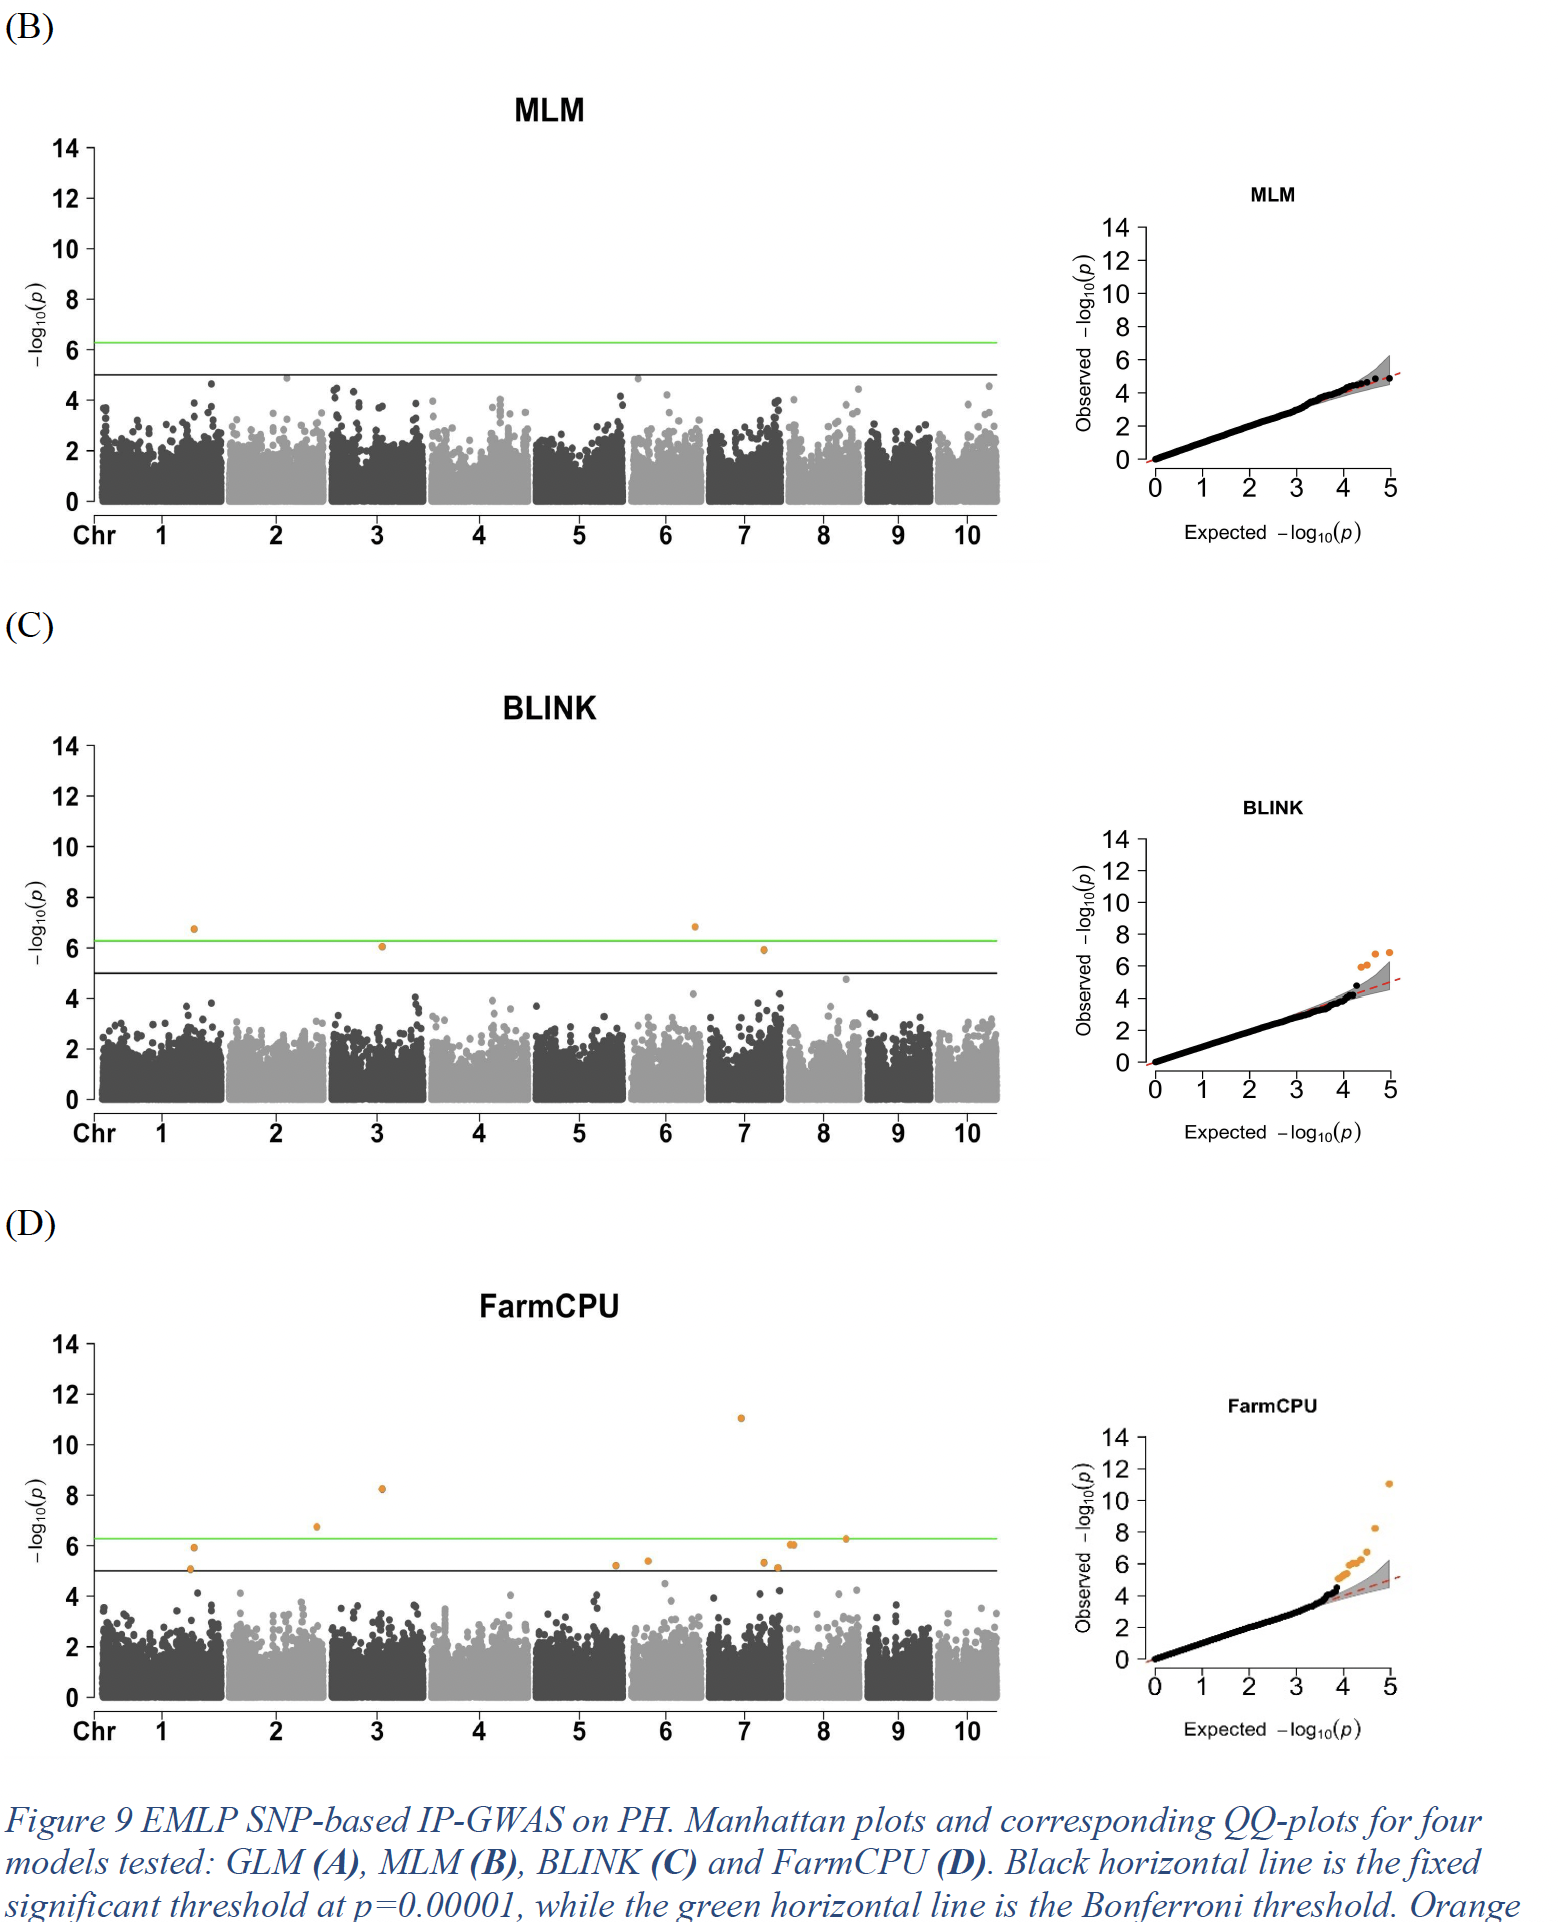 (B)
MLM
14
12
10
8
6
4
2
0
−log10(p)
Chr 1 2 3 4 5 6 7 8 9 10
MLM
14
12
10
8
6
4
2
0
Observed −log10(p)
0 1 2 3 4 5
Expected −log10(p)
(C)
BLINK
14
12
10
8
6
4
2
0
−log10(p)
Chr 1 2 3 4 5 6 7 8 9 10
BLINK
14
12
10
8
6
4
2
0
Observed −log10(p)
0 1 2 3 4 5
Expected −log10(p)
(D)
FarmCPU
14
12
10
8
6
4
2
0
−log10(p)
Chr 1 2 3 4 5 6 7 8 9 10
FarmCPU
14
12
10
8
6
4
2
0
Observed −log10(p)
0 1 2 3 4 5
Expected −log10(p)
Figure 9 EMLP SNP-based IP-GWAS on PH. Manhattan plots and corresponding QQ-plots for four
models tested: GLM (A), MLM (B), BLINK (C) and FarmCPU (D). Black horizontal line is the fixed
significant threshold at p=0.00001, while the green horizontal line is the Bonferroni threshold. Orange